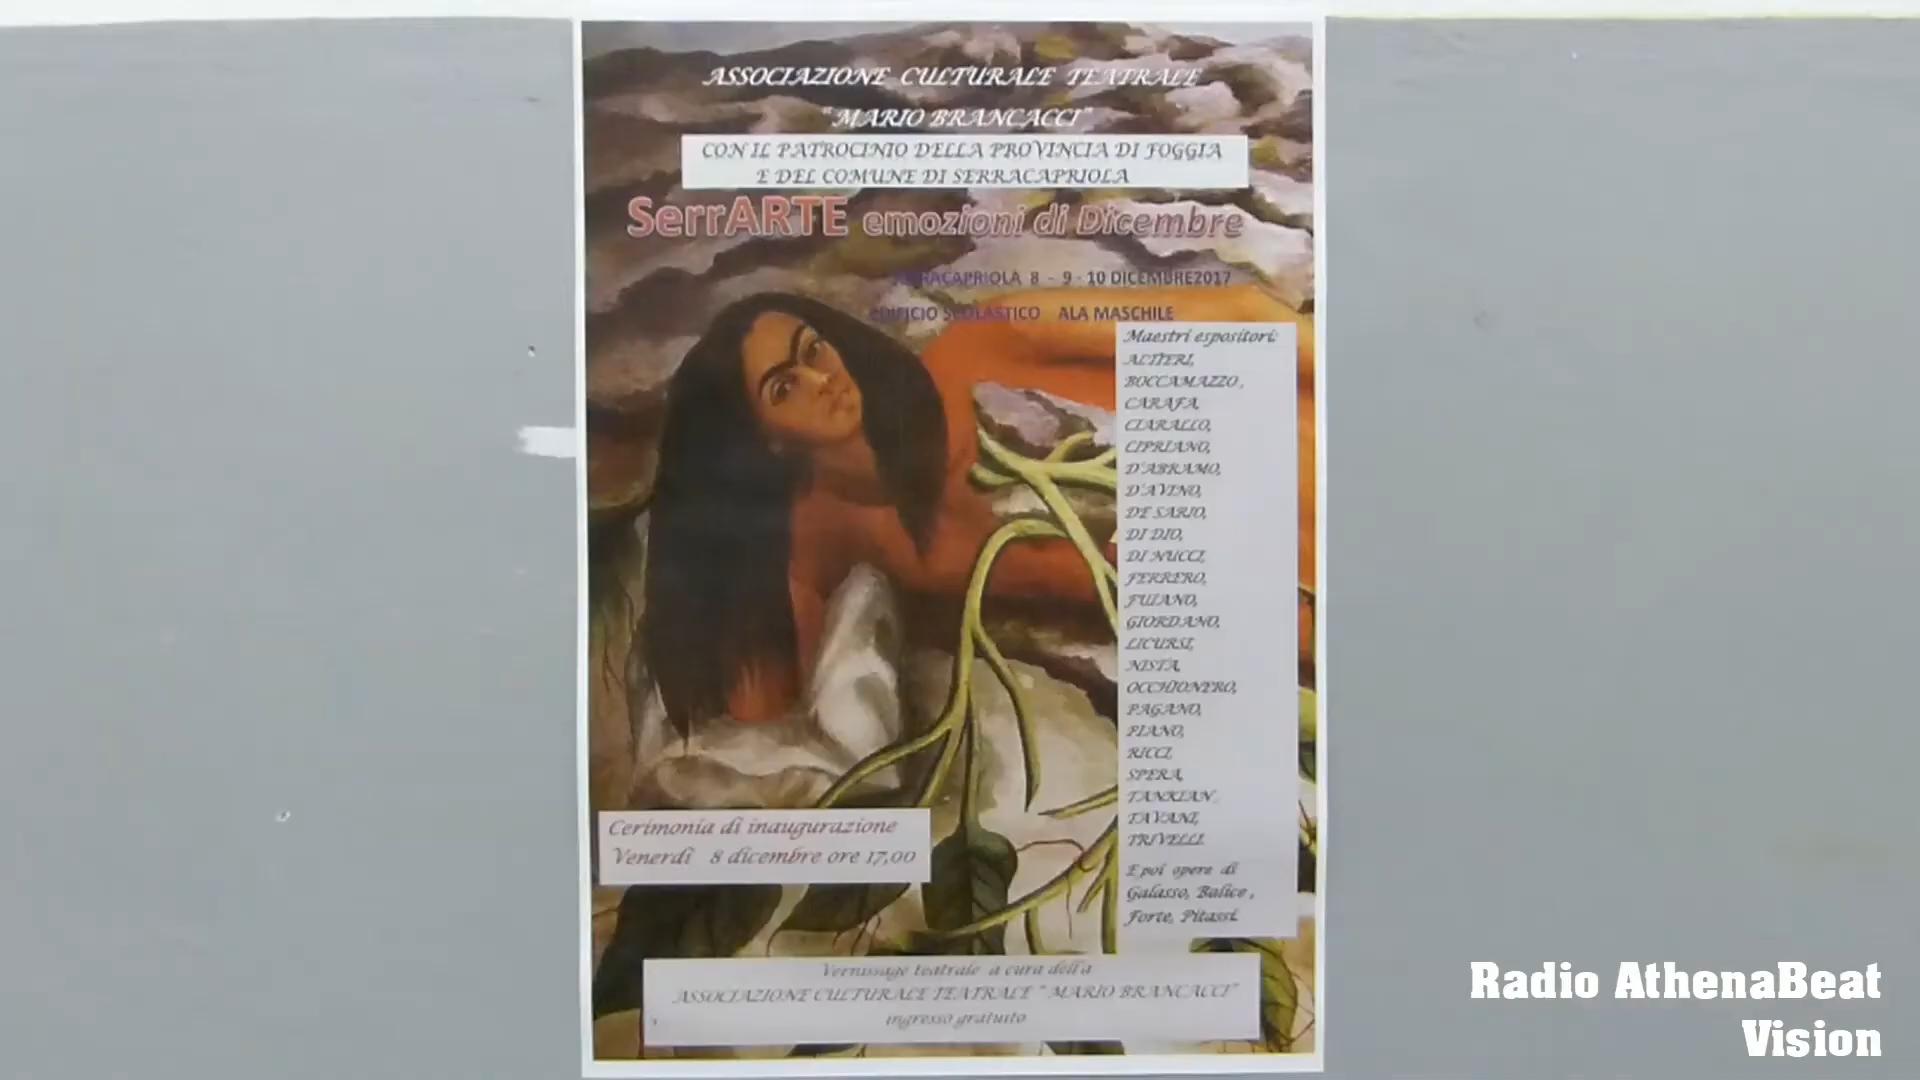 ASSOCIAZIONE CULTURALE TEATRALE
"MARIO BRANCACCI"
CON IL PATROCINIO DELLA PROVINCIA DI FOGGIA
E DEL COMUNE DI SERRACAPRIOLA
SerrARTE emozioni di Dicembre
SERRACAPRIOLA 8 - 9 - 10 DICEMBRE2017
EDIFICIO SCOLASTICO ALA MASCHILE
Maestri espositori:
ALTIERI,
BOCCAMAZZO,
CARAFA,
CIARALLO,
CIPRIANO,
D'ABRAMO,
D'AVINO,
DE SARIO,
DI DIO,
DI NUCCI,
FERRERO,
FUIANO,
GIORDANO,
LICURSI,
NISTA,
OCCHIONERO,
PAGANO,
PIANO,
RICCI,
SPERA,
TANKIAN,
TAVANI,
TRIVELLI.
E poi opere di
Galasso, Balice,
Forte, Pitassi.
Cerimonia di inaugurazione
Venerdì 8 dicembre ore 17,00
Vernissage teatrale a cura dell'a
ASSOCIAZIONE CULTURALE TEATRALE "MARIO BRANCACCI"
ingresso gratuito
Radio AthenaBeat
Vision